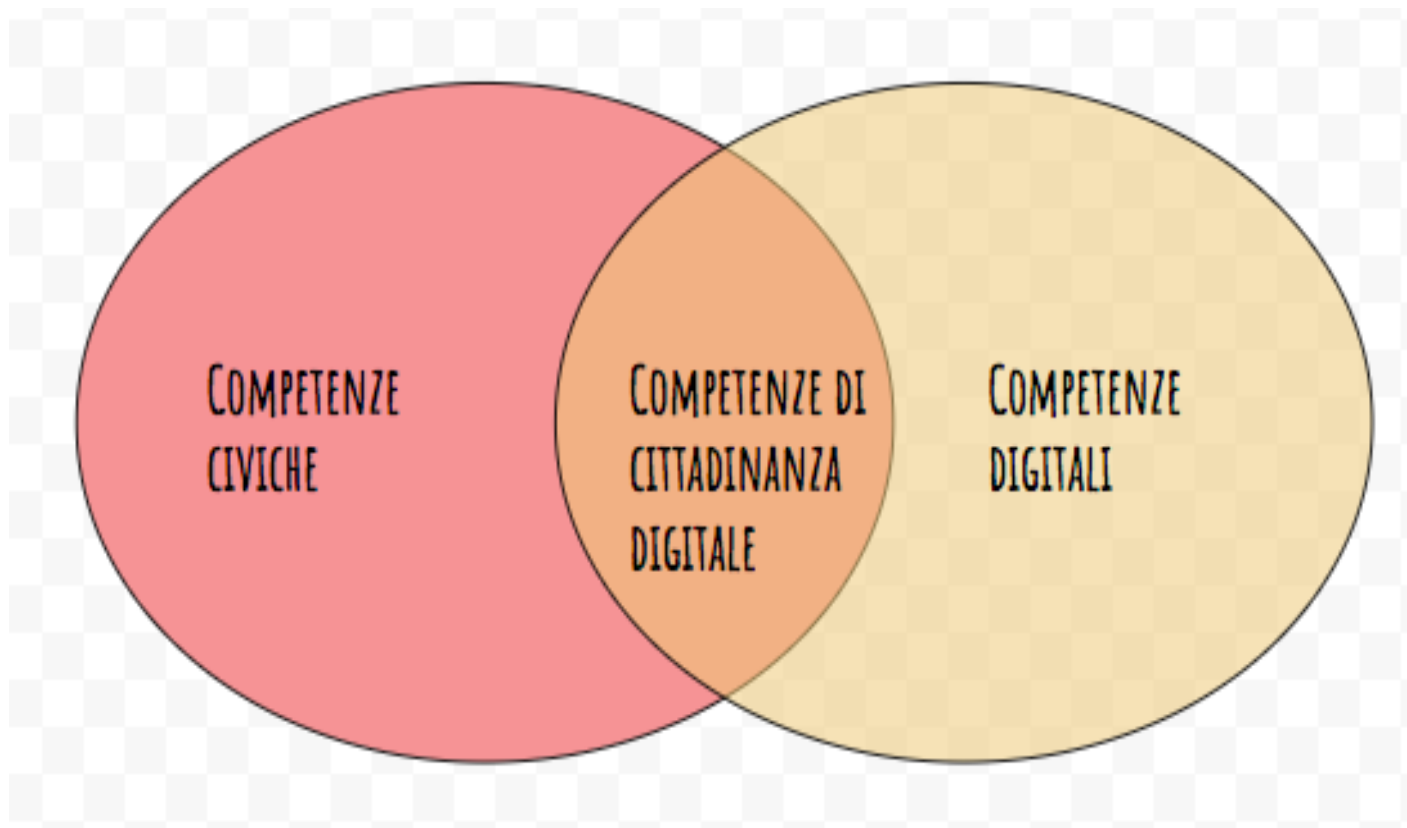 Competenze
civiche
Competenze di
cittadinanza
digitale
Competenze
digitali